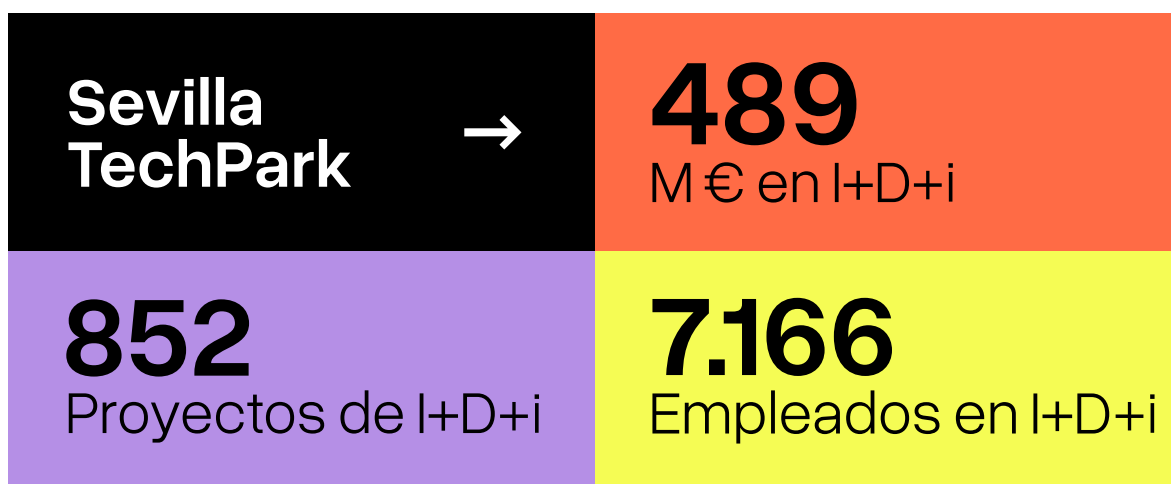 Sevilla
TechPark
→
489
M € en I+D+i
852
Proyectos de I+D+i
7.166
Empleados en I+D+i